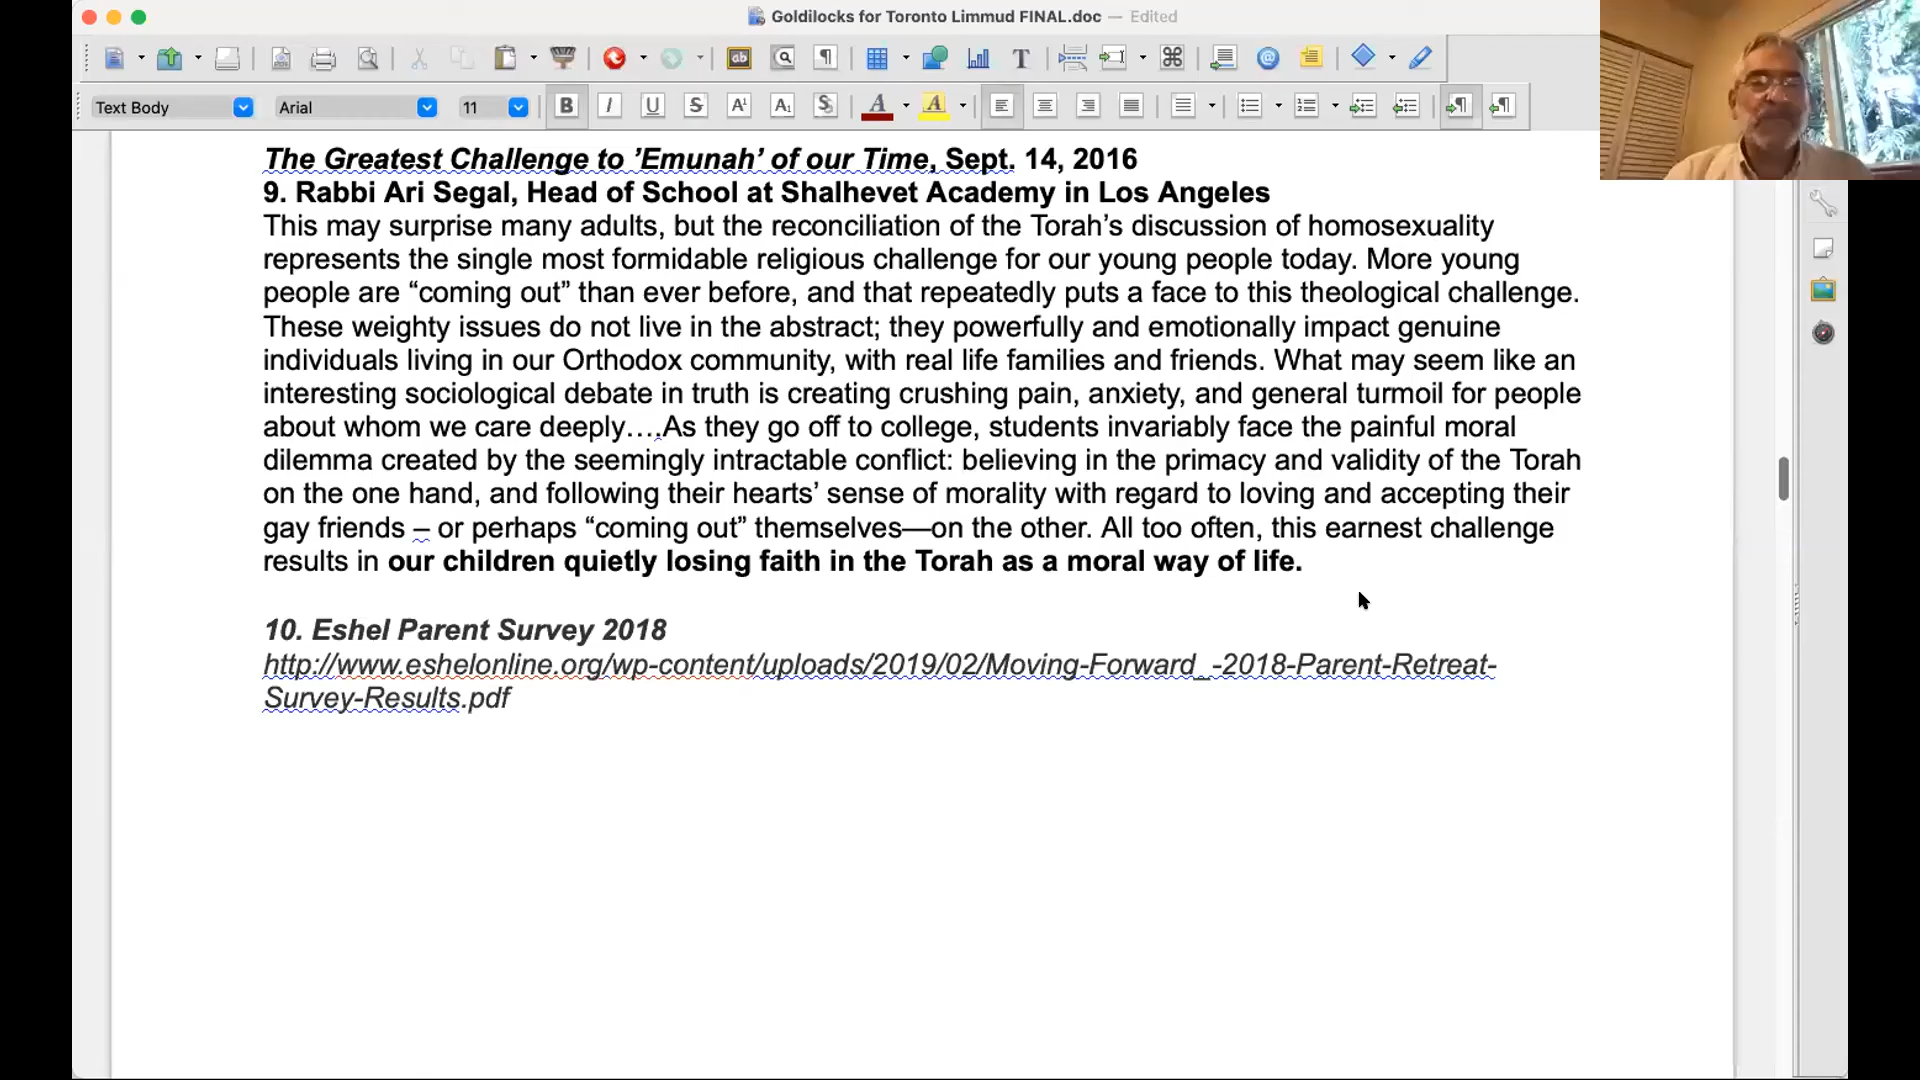 Goldilocks for Toronto Limmud FINAL.doc — Edited
Text Body
Arial
11
The Greatest Challenge to ’Emunah’ of our Time, Sept. 14, 2016
9. Rabbi Ari Segal, Head of School at Shalhevet Academy in Los Angeles
This may surprise many adults, but the reconciliation of the Torah’s discussion of homosexuality
represents the single most formidable religious challenge for our young people today. More young
people are “coming out” than ever before, and that repeatedly puts a face to this theological challenge.
These weighty issues do not live in the abstract; they powerfully and emotionally impact genuine
individuals living in our Orthodox community, with real life families and friends. What may seem like an
interesting sociological debate in truth is creating crushing pain, anxiety, and general turmoil for people
about whom we care deeply….As they go off to college, students invariably face the painful moral
dilemma created by the seemingly intractable conflict: believing in the primacy and validity of the Torah
on the one hand, and following their hearts’ sense of morality with regard to loving and accepting their
gay friends – or perhaps “coming out” themselves—on the other. All too often, this earnest challenge
results in our children quietly losing faith in the Torah as a moral way of life.
10. Eshel Parent Survey 2018
http://www.eshelonline.org/wp-content/uploads/2019/02/Moving-Forward_-2018-Parent-Retreat-
Survey-Results.pdf